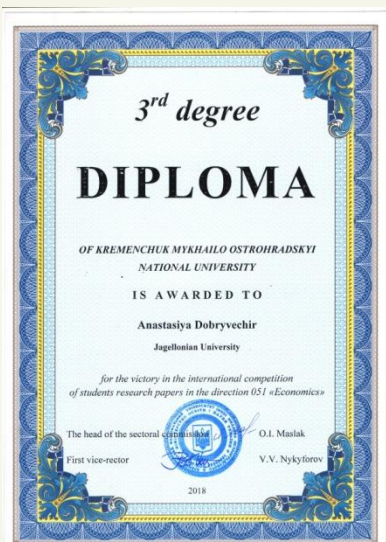 3rd degree
DIPLOMA
OF KREMENCHUK MYKHAILO OSTROHRADSKYI
NATIONAL UNIVERSITY
IS AWARDED TO
Anastasiya Dobryvechir
Jagellonian University
for the victory in the international competition
of students research papers in the direction 051 «Economics»
The head of the sectoral commission O.I. Maslak
First vice-rector V.V. Nykyforov
2018